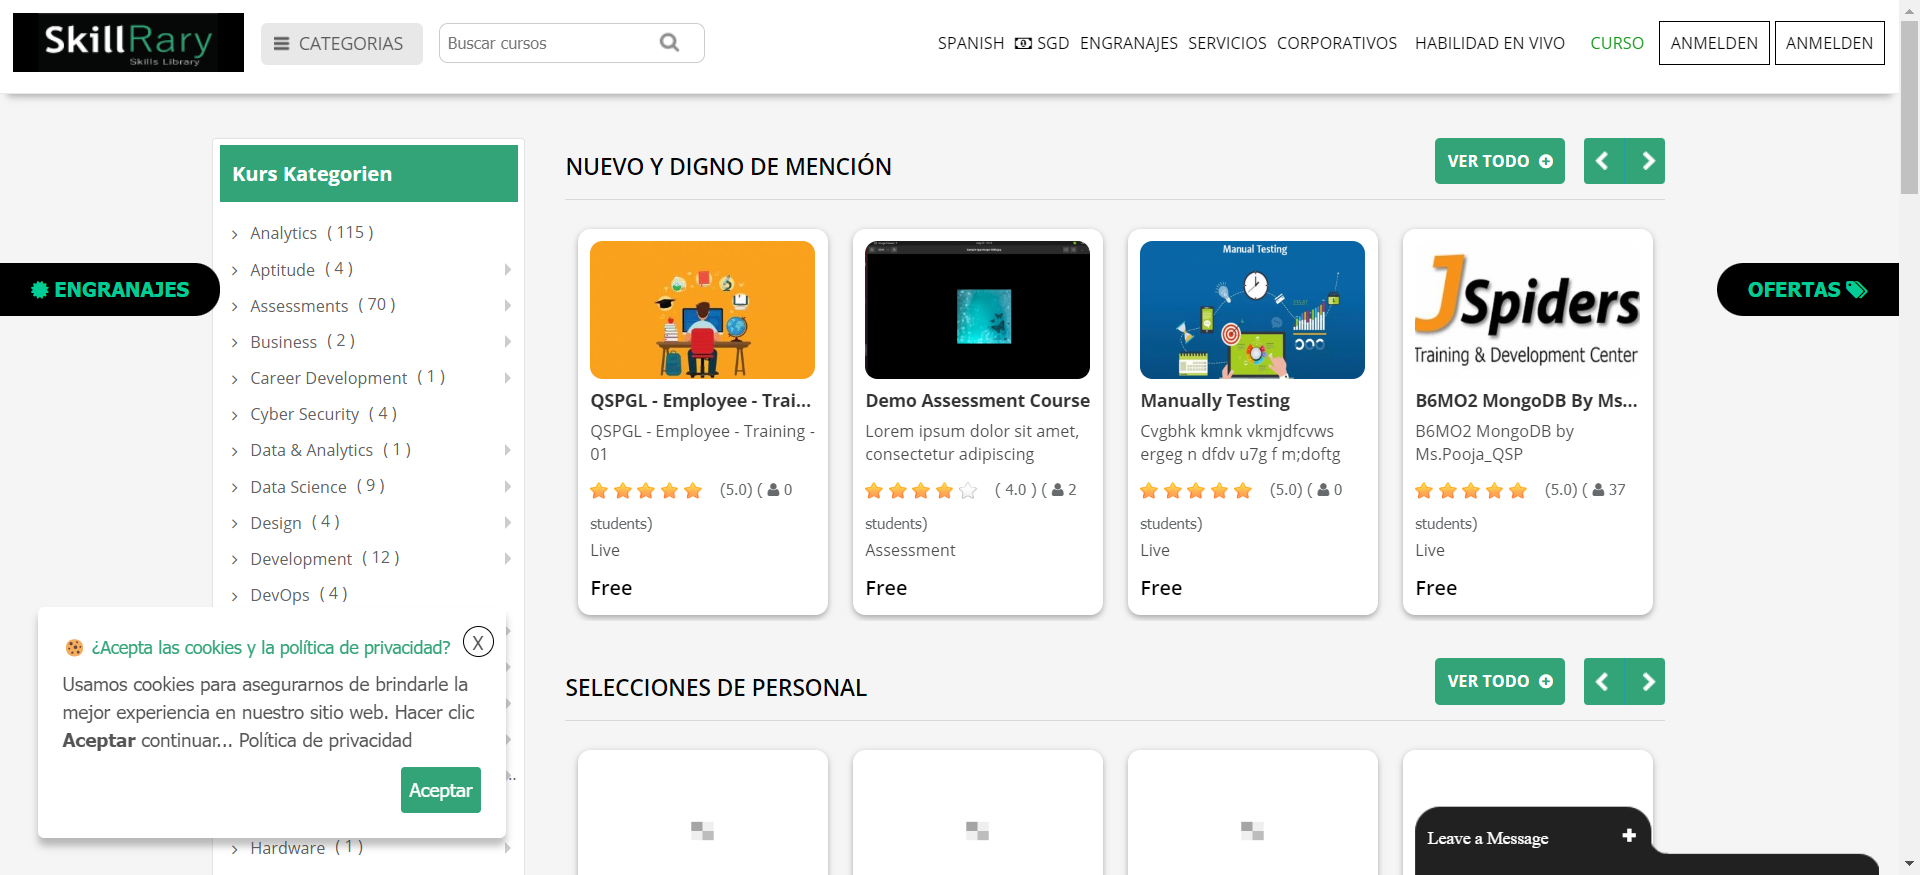 SkillRary
Skills Library
CATEGORIAS
Buscar cursos
SPANISH
SGD
ENGRANAJES
SERVICIOS
CORPORATIVOS
HABILIDAD EN VIVO
CURSO
ANMELDEN
ANMELDEN
Kurs Kategorien
Analytics ( 115 )
Aptitude ( 4 )
Assessments ( 70 )
Business ( 2 )
Career Development ( 1 )
Cyber Security ( 4 )
Data & Analytics ( 1 )
Data Science ( 9 )
Design ( 4 )
Development ( 12 )
DevOps ( 4 )
Hardware ( 1 )
ENGRANAJES
OFERTAS
NUEVO Y DIGNO DE MENCIÓN
VER TODO
QSPGL - Employee - Trai...
QSPGL - Employee - Training -
01
(5.0) ( 0
students)
Live
Free
Demo Assessment Course
Lorem ipsum dolor sit amet,
consectetur adipiscing
( 4.0 ) ( 2
students)
Assessment
Free
Manual Testing
Manually Testing
Cvgbhk kmnk vkmjdfcvws
ergeg n dfdv u7g f m;doftg
(5.0) ( 0
students)
Live
Free
JSpiders
Training & Development Center
B6MO2 MongoDB By Ms...
B6MO2 MongoDB by
Ms.Pooja_QSP
(5.0) ( 37
students)
Live
Free
SELECCIONES DE PERSONAL
VER TODO
¿Acepta las cookies y la política de privacidad?
X
Usamos cookies para asegurarnos de brindarle la
mejor experiencia en nuestro sitio web. Hacer clic
Aceptar continuar... Política de privacidad
Aceptar
..
Leave a Message